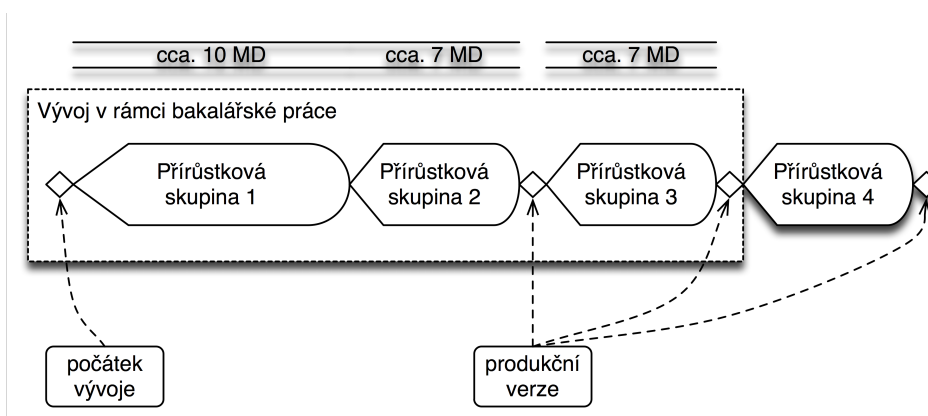 cca. 10 MD
cca. 7 MD
cca. 7 MD
Vývoj v rámci bakalářské práce
Přírůstková
skupina 1
Přírůstková
skupina 2
Přírůstková
skupina 3
Přírůstková
skupina 4
počátek
vývoje
produkční
verze